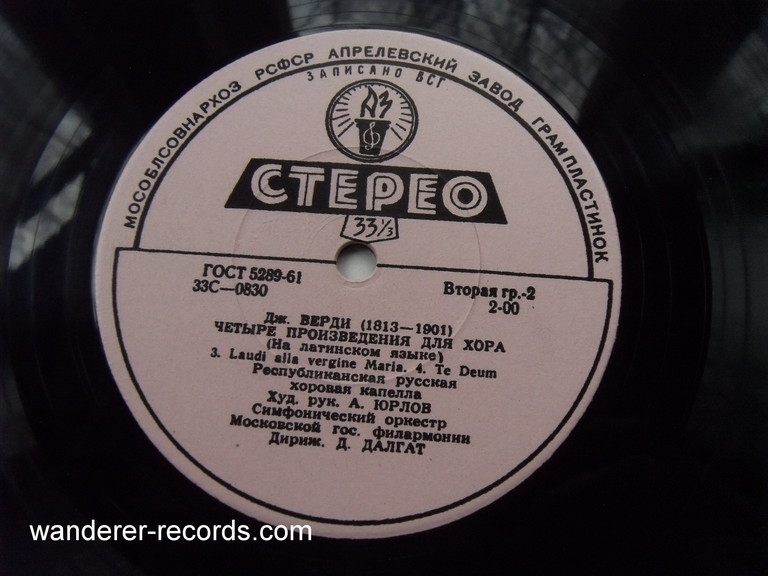 МОСОБЛСОВНАРХОЗ РСФСР АПРЕЛЕВСКИЙ ЗАВОД ГРАМПЛАСТИНОК
ЗАПИСАНО ВСГ
АЗ
СТЕРЕО
33⅓
ГОСТ 5289-61
33С—0830
Вторая гр.-2
2-00
Дж. ВЕРДИ (1813—1901)
ЧЕТЫРЕ ПРОИЗВЕДЕНИЯ ДЛЯ ХОРА
(На латинском языке)
3. Laudi alla vergine Maria. 4. Te Deum
Республиканская русская
хоровая капелла
Худ. рук. А. ЮРЛОВ
Симфонический оркестр
Московской гос. филармонии
Дириж. Д. ДАЛГАТ
wanderer-records.com